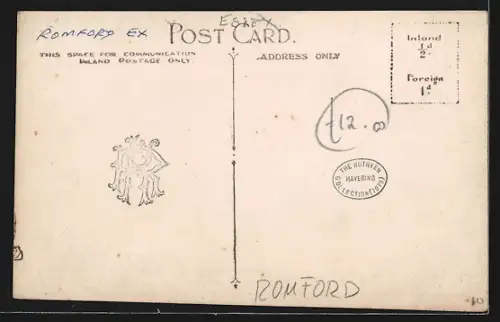 ESSEX
ROMFORD EX
POST CARD.
THIS SPACE FOR COMMUNICATION
INLAND POSTAGE ONLY.
ADDRESS ONLY
Inland
½d
Foreign
1d.
£12.00
THE RUTHVEN
HAVERING
COLLECTION (1975)
ROMFORD